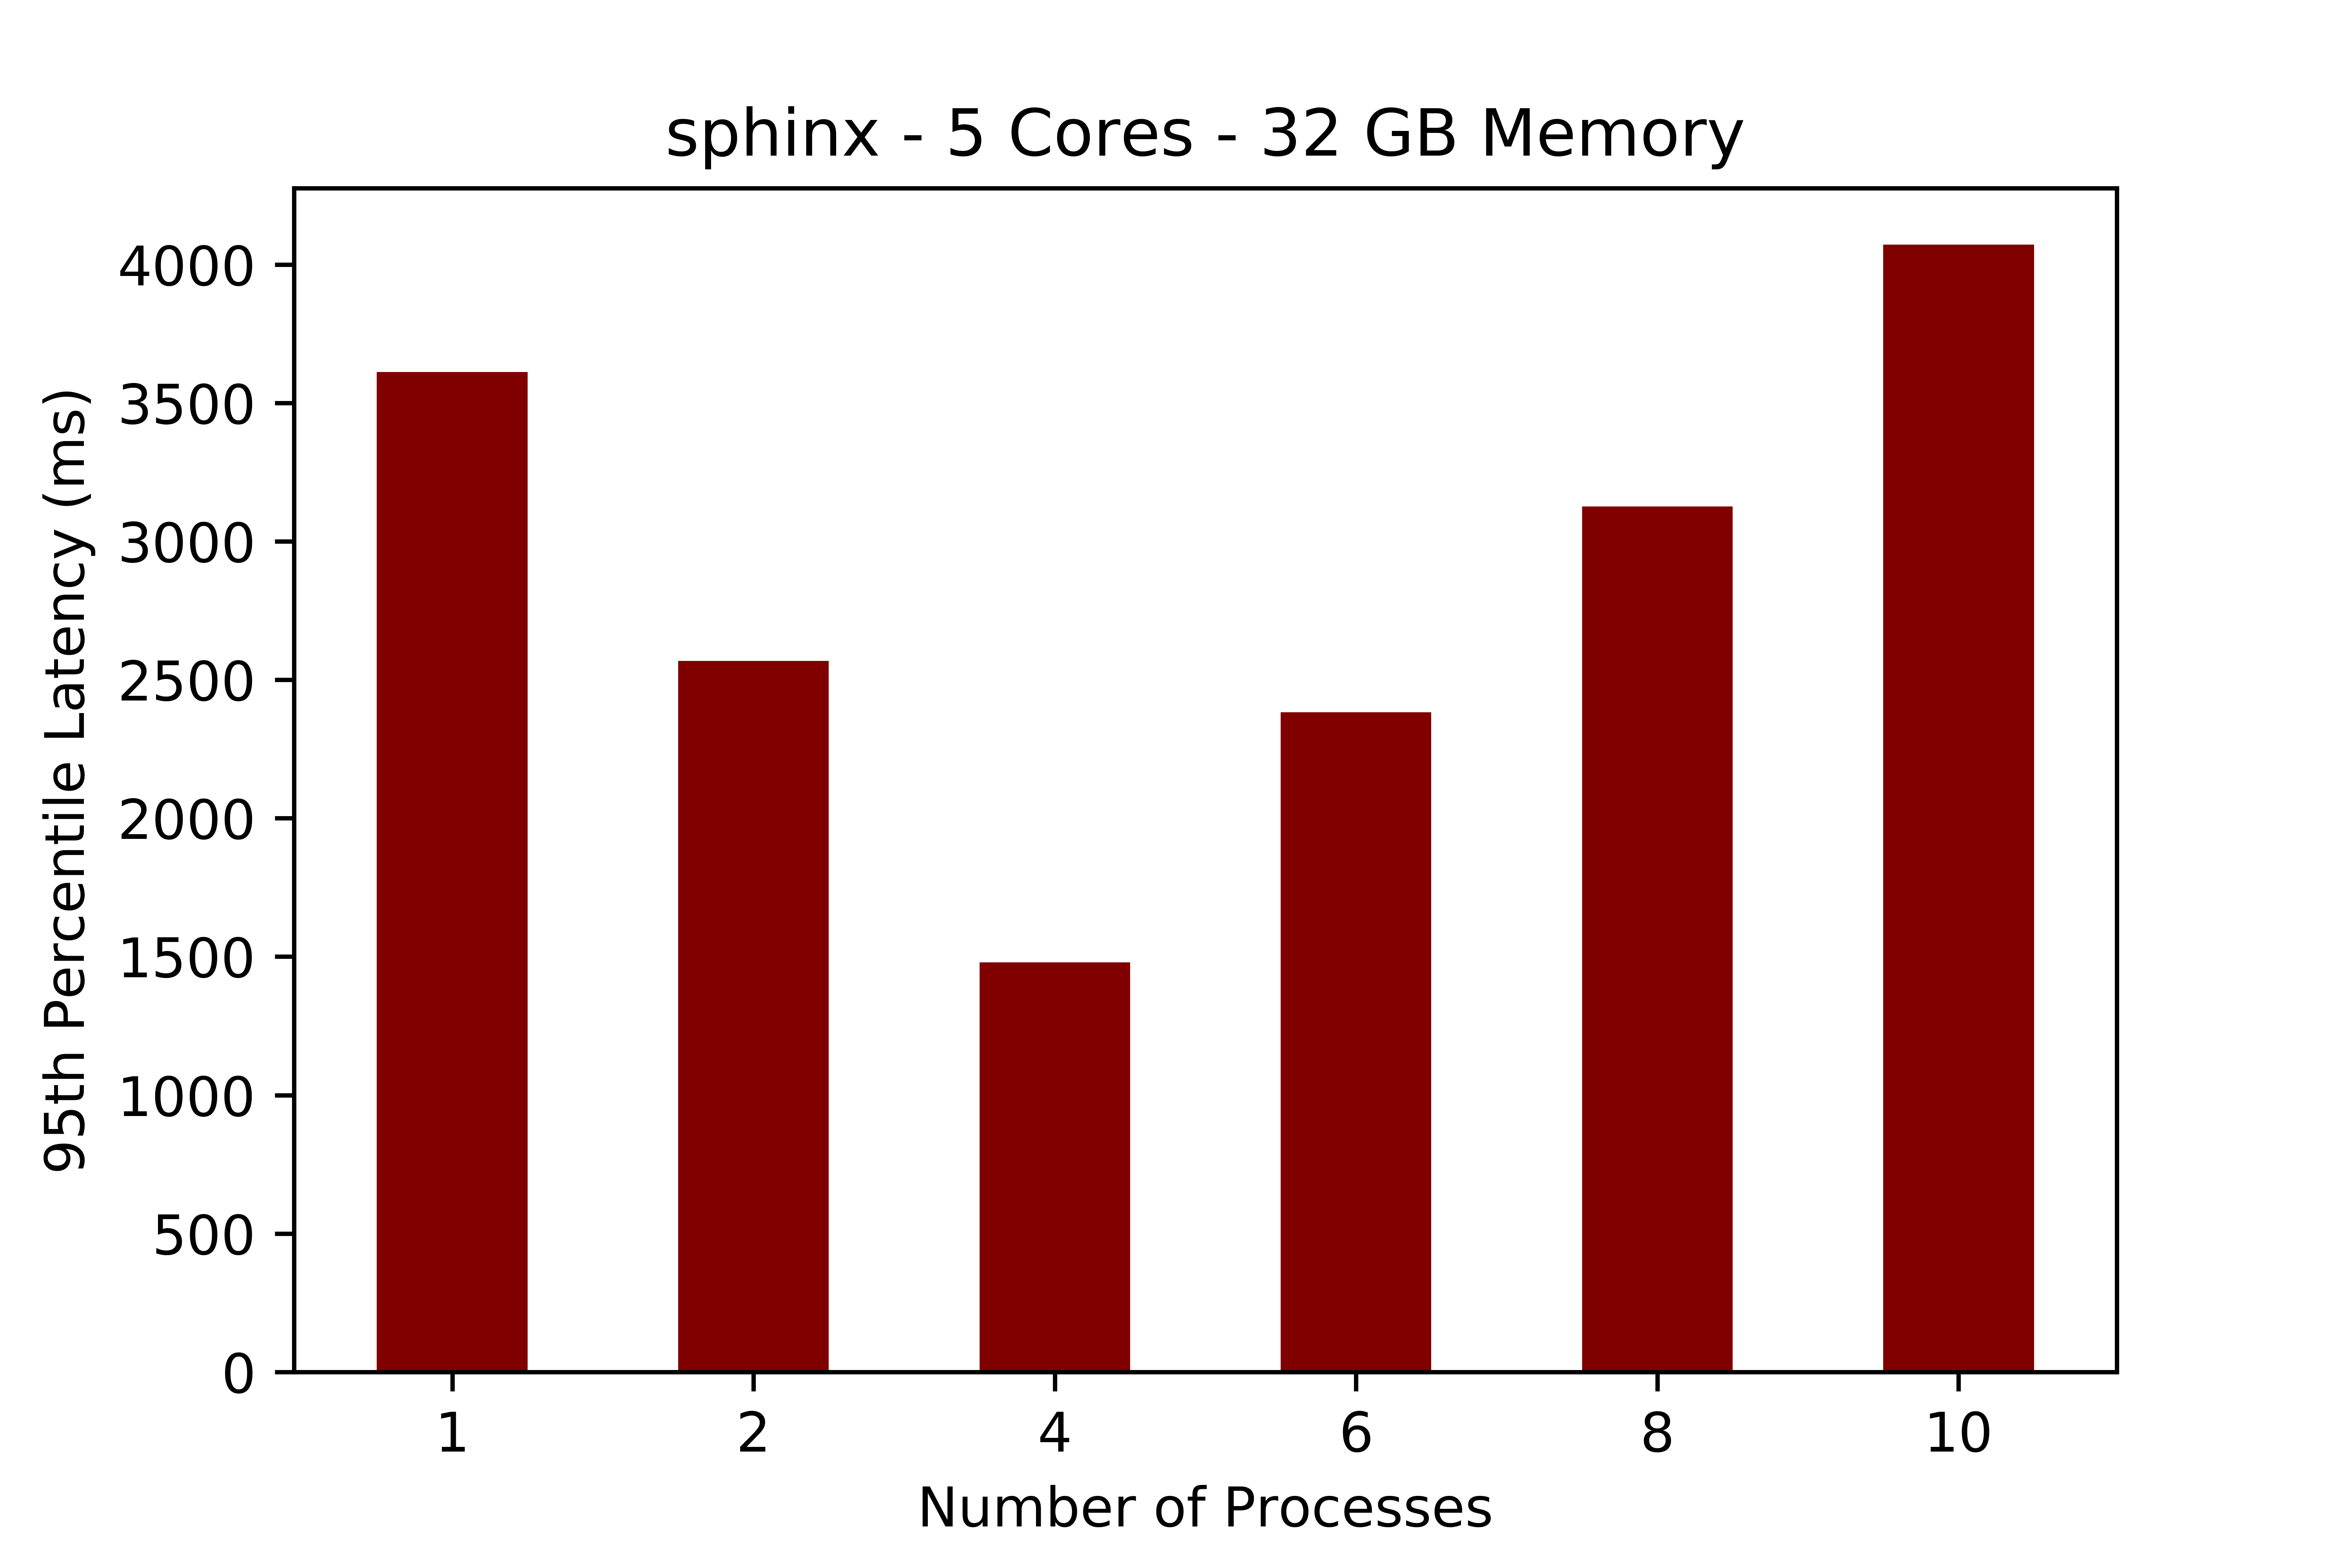 sphinx - 5 Cores - 32 GB Memory
95th Percentile Latency (ms)
4000
3500
3000
2500
2000
1500
1000
500
0
1 2 4 6 8 10
Number of Processes